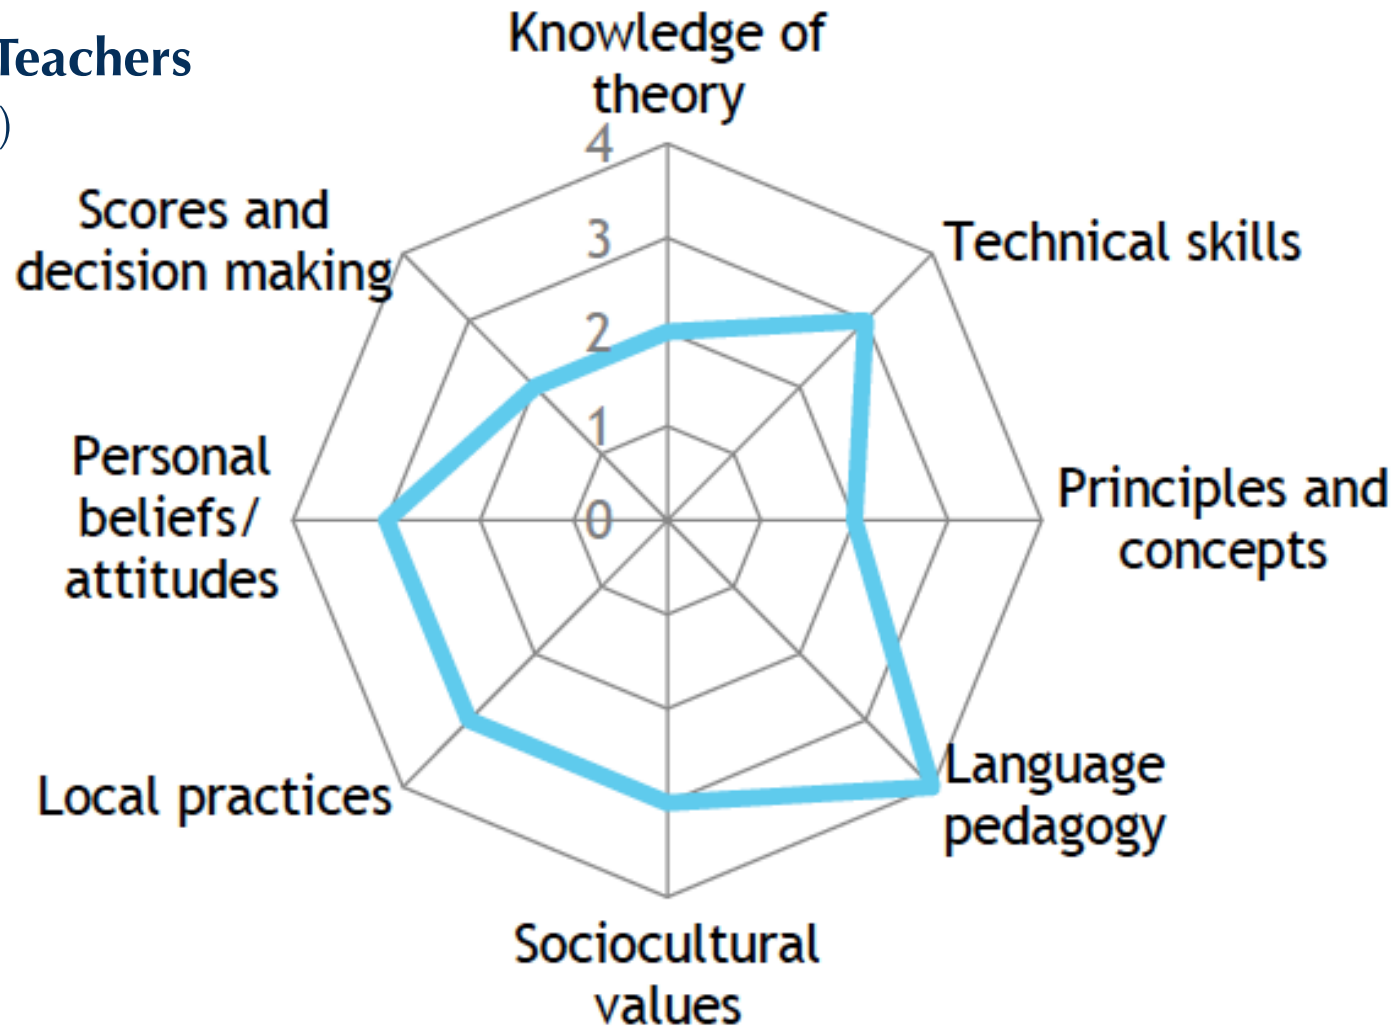 Teachers
)
Knowledge of
theory
4
3
2
1
0
Scores and
decision making
Technical skills
Personal
beliefs/
attitudes
Principles and
concepts
Local practices
Language
pedagogy
Sociocultural
values